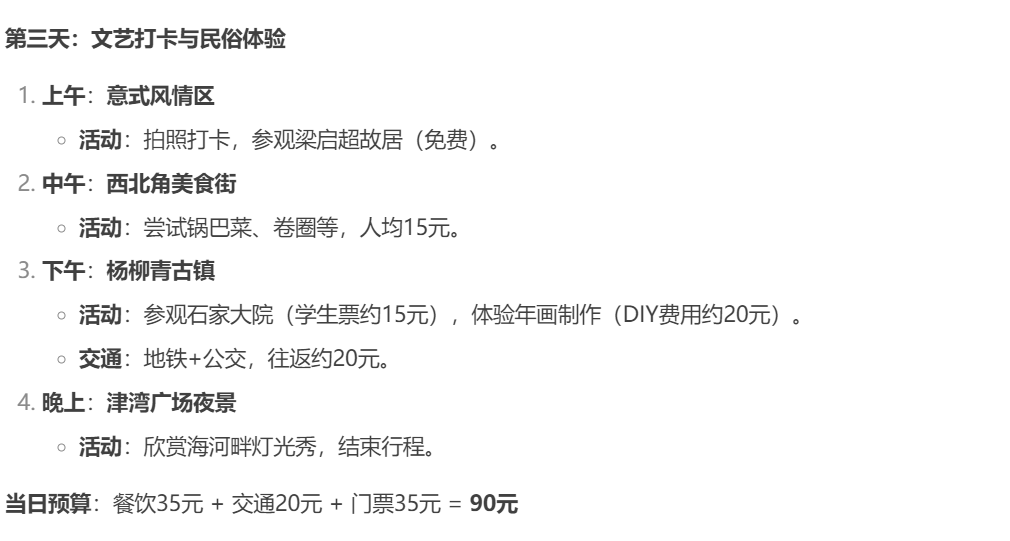 第三天：文艺打卡与民俗体验
1. 上午：意式风情区
○ 活动：拍照打卡，参观梁启超故居（免费）。
2. 中午：西北角美食街
○ 活动：尝试锅巴菜、卷圈等，人均15元。
3. 下午：杨柳青古镇
○ 活动：参观石家大院（学生票约15元），体验年画制作（DIY费用约20元）。
○ 交通：地铁+公交，往返约20元。
4. 晚上：津湾广场夜景
○ 活动：欣赏海河畔灯光秀，结束行程。
当日预算：餐饮35元 + 交通20元 + 门票35元 = 90元